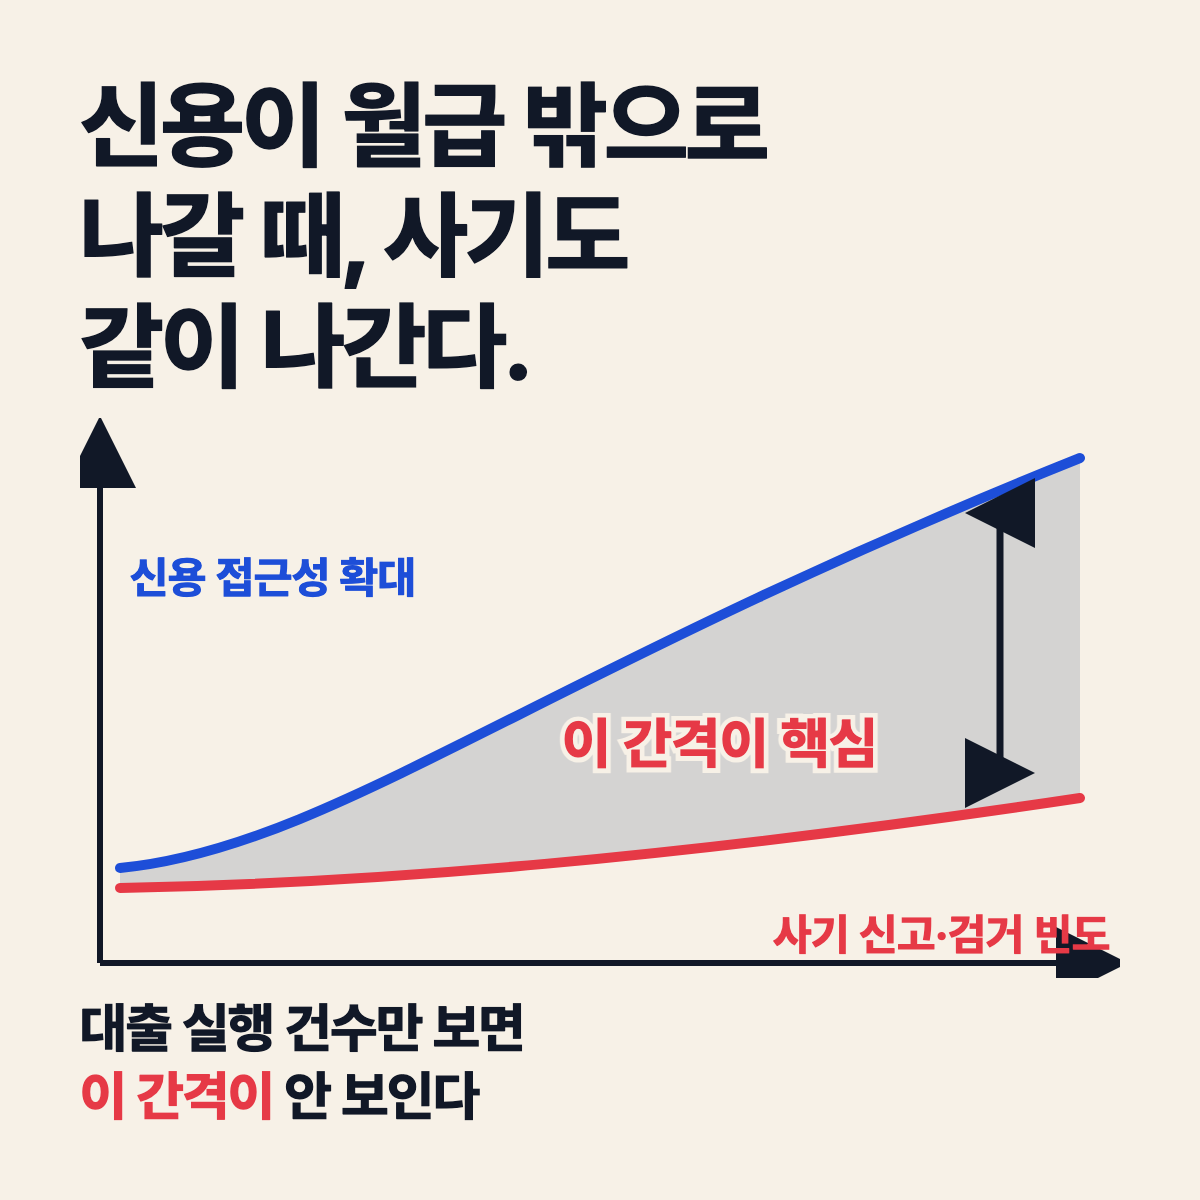 신용이 월급 밖으로
나갈 때, 사기도
같이 나간다.
신용 접근성 확대
이 간격이 핵심
사기 신고·검거 빈도
대출 실행 건수만 보면
이 간격이 안 보인다